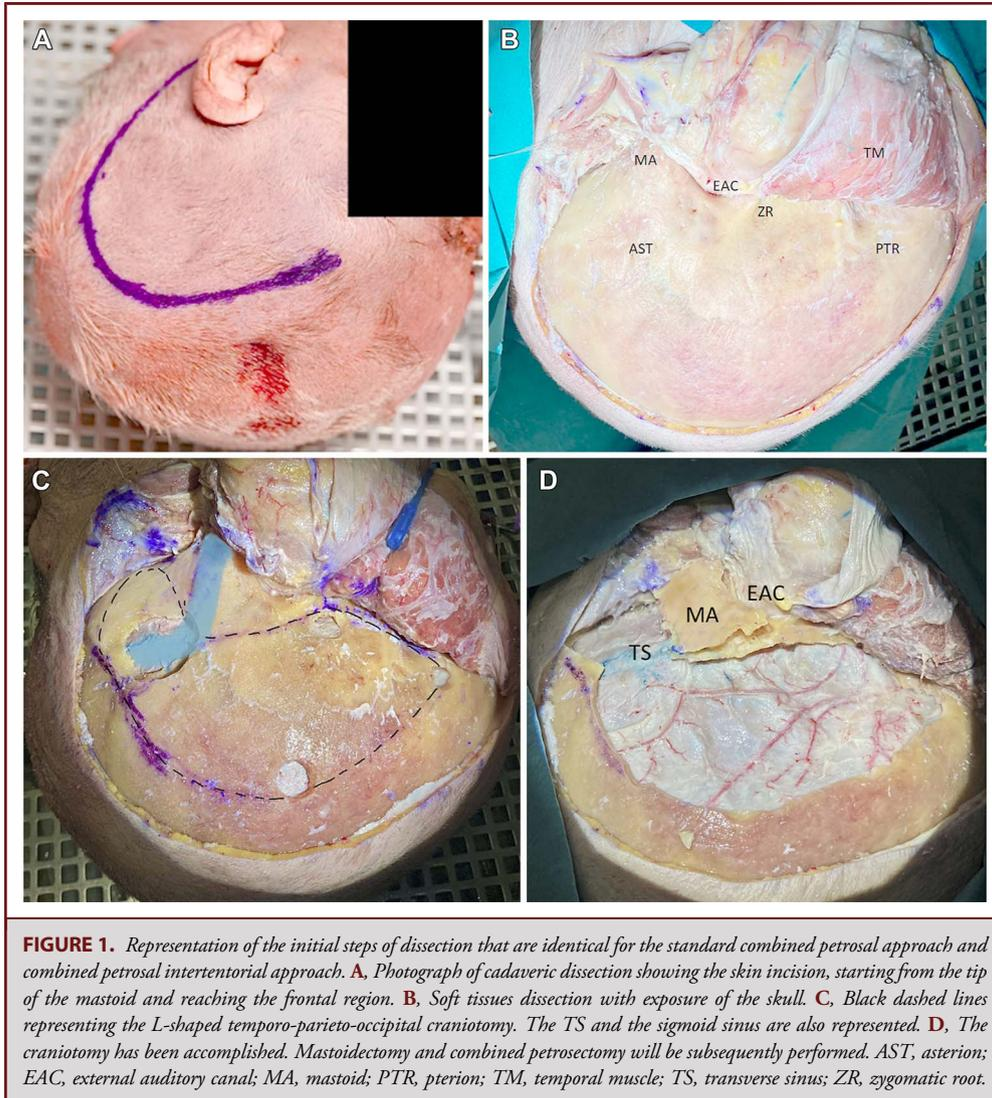 A
B
MA
TM
EAC
ZR
AST
PTR
C
D
EAC
MA
TS
FIGURE 1. Representation of the initial steps of dissection that are identical for the standard combined petrosal approach and
combined petrosal intertentorial approach. A, Photograph of cadaveric dissection showing the skin incision, starting from the tip
of the mastoid and reaching the frontal region. B, Soft tissues dissection with exposure of the skull. C, Black dashed lines
representing the L-shaped temporo-parieto-occipital craniotomy. The TS and the sigmoid sinus are also represented. D, The
craniotomy has been accomplished. Mastoidectomy and combined petrosectomy will be subsequently performed. AST, asterion;
EAC, external auditory canal; MA, mastoid; PTR, pterion; TM, temporal muscle; TS, transverse sinus; ZR, zygomatic root.